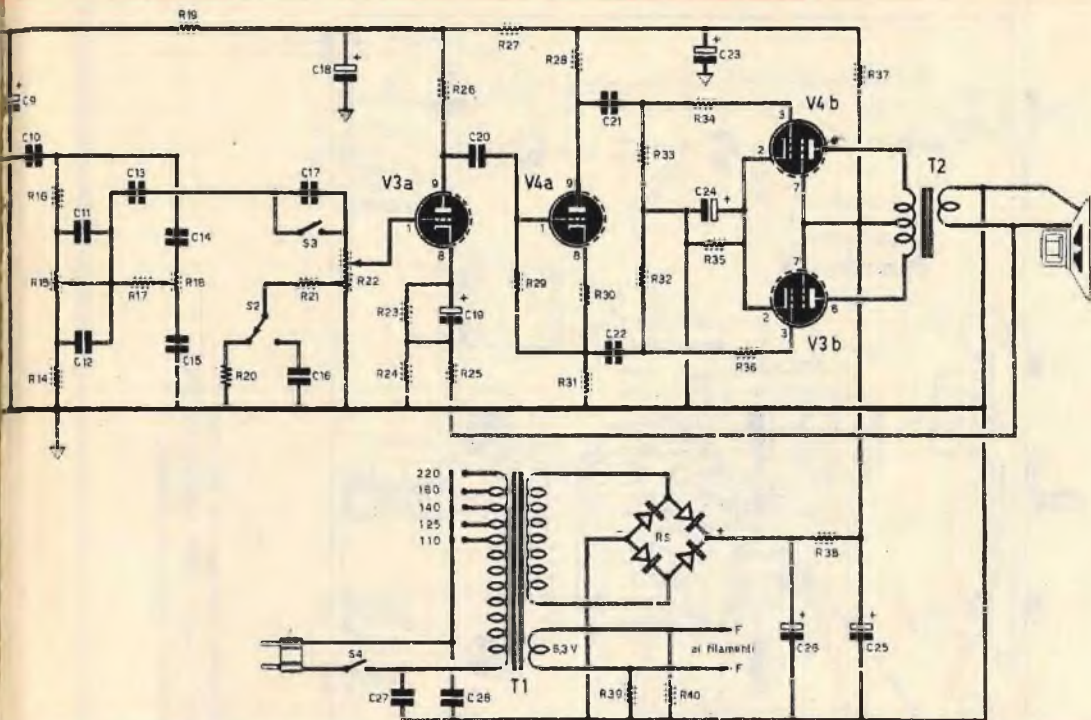 R19
C9
C18
+
R26
R27
R28
C23
+
R37
C10
C20
C21
R34
V4b
3
2
7
R33
R16
C11
C13
C17
V3a
9
1
8
V4a
9
1
8
C24
+
T2
C14
S3
R22
R35
R15
R17
R18
R21
S2
R23
+
C19
R29
R30
R32
7
2
6
3
V3b
C22
R36
C12
C15
R14
R20
C16
R24
R25
R31
220
160
140
125
110
-
RS
+
R38
S4
6,3 V
F
ai filamenti
F
+
C26
+
C25
C27
C28
T1
R39
R40